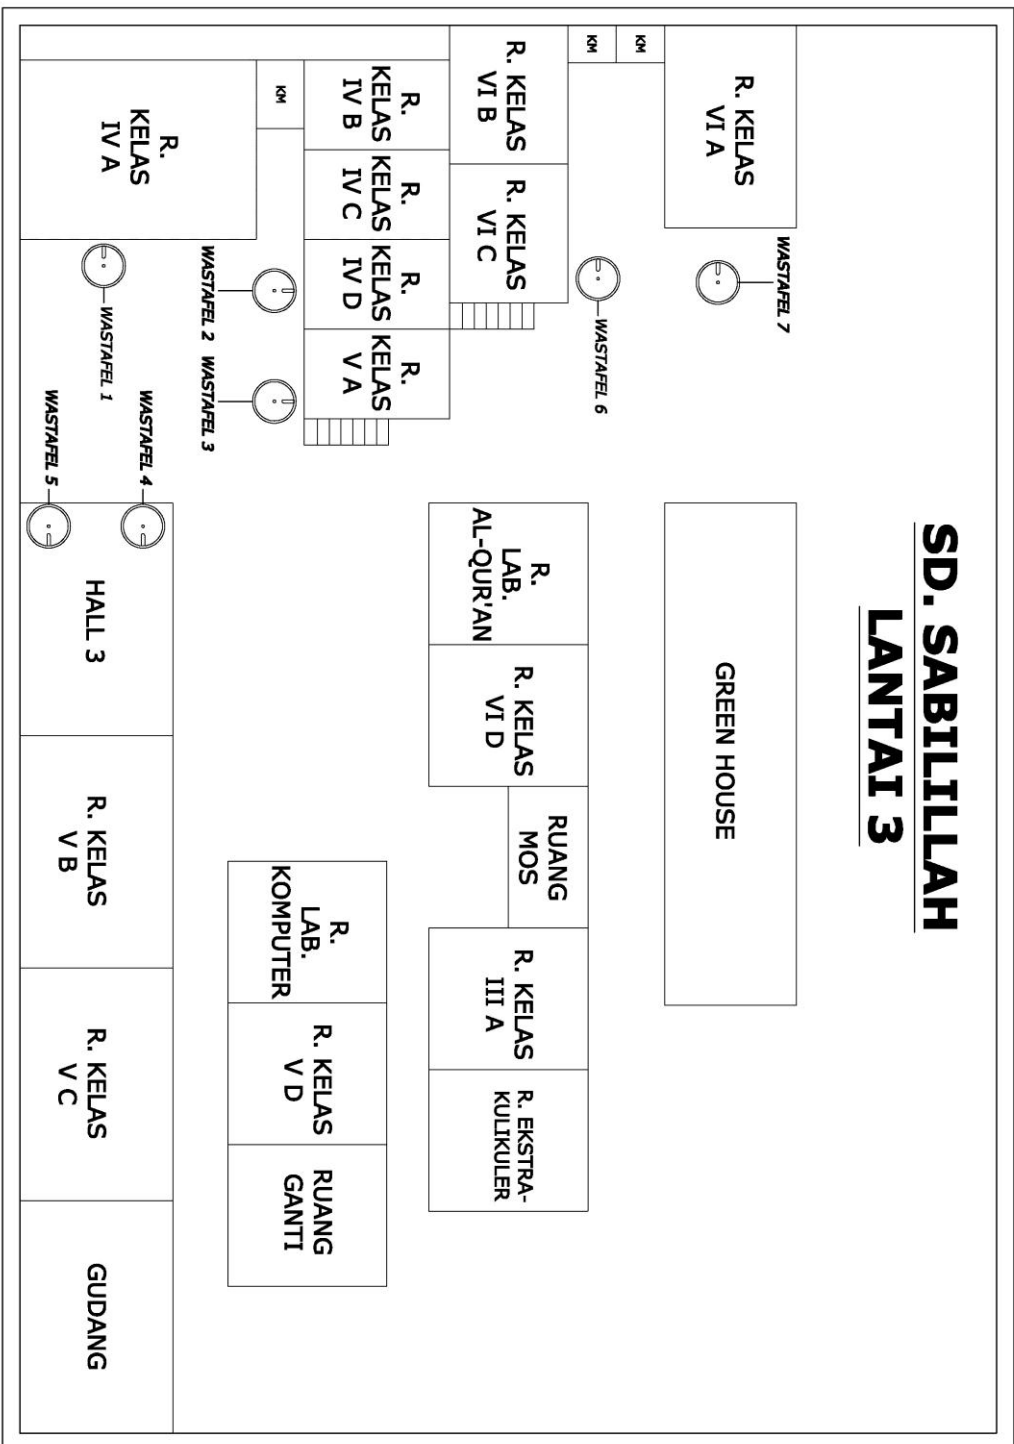 SD. SABILILLAH
LANTAI 3
R. KELAS
VI A
WASTAFEL 7
GREEN HOUSE
KM
KM
WASTAFEL 6
R. KELAS
VI B
R. KELAS
VI C
R.
LAB.
AL-QUR'AN
R. KELAS
VI D
RUANG
MOS
R. KELAS
III A
R. EKSTRA-
KULIKULER
R.
KELAS
IV B
R.
KELAS
IV C
R.
KELAS
IV D
R.
KELAS
V A
R.
LAB.
KOMPUTER
R. KELAS
V D
RUANG
GANTI
KM
WASTAFEL 2
WASTAFEL 3
R.
KELAS
IV A
WASTAFEL 1
WASTAFEL 4
WASTAFEL 5
HALL 3
R. KELAS
V B
R. KELAS
V C
GUDANG